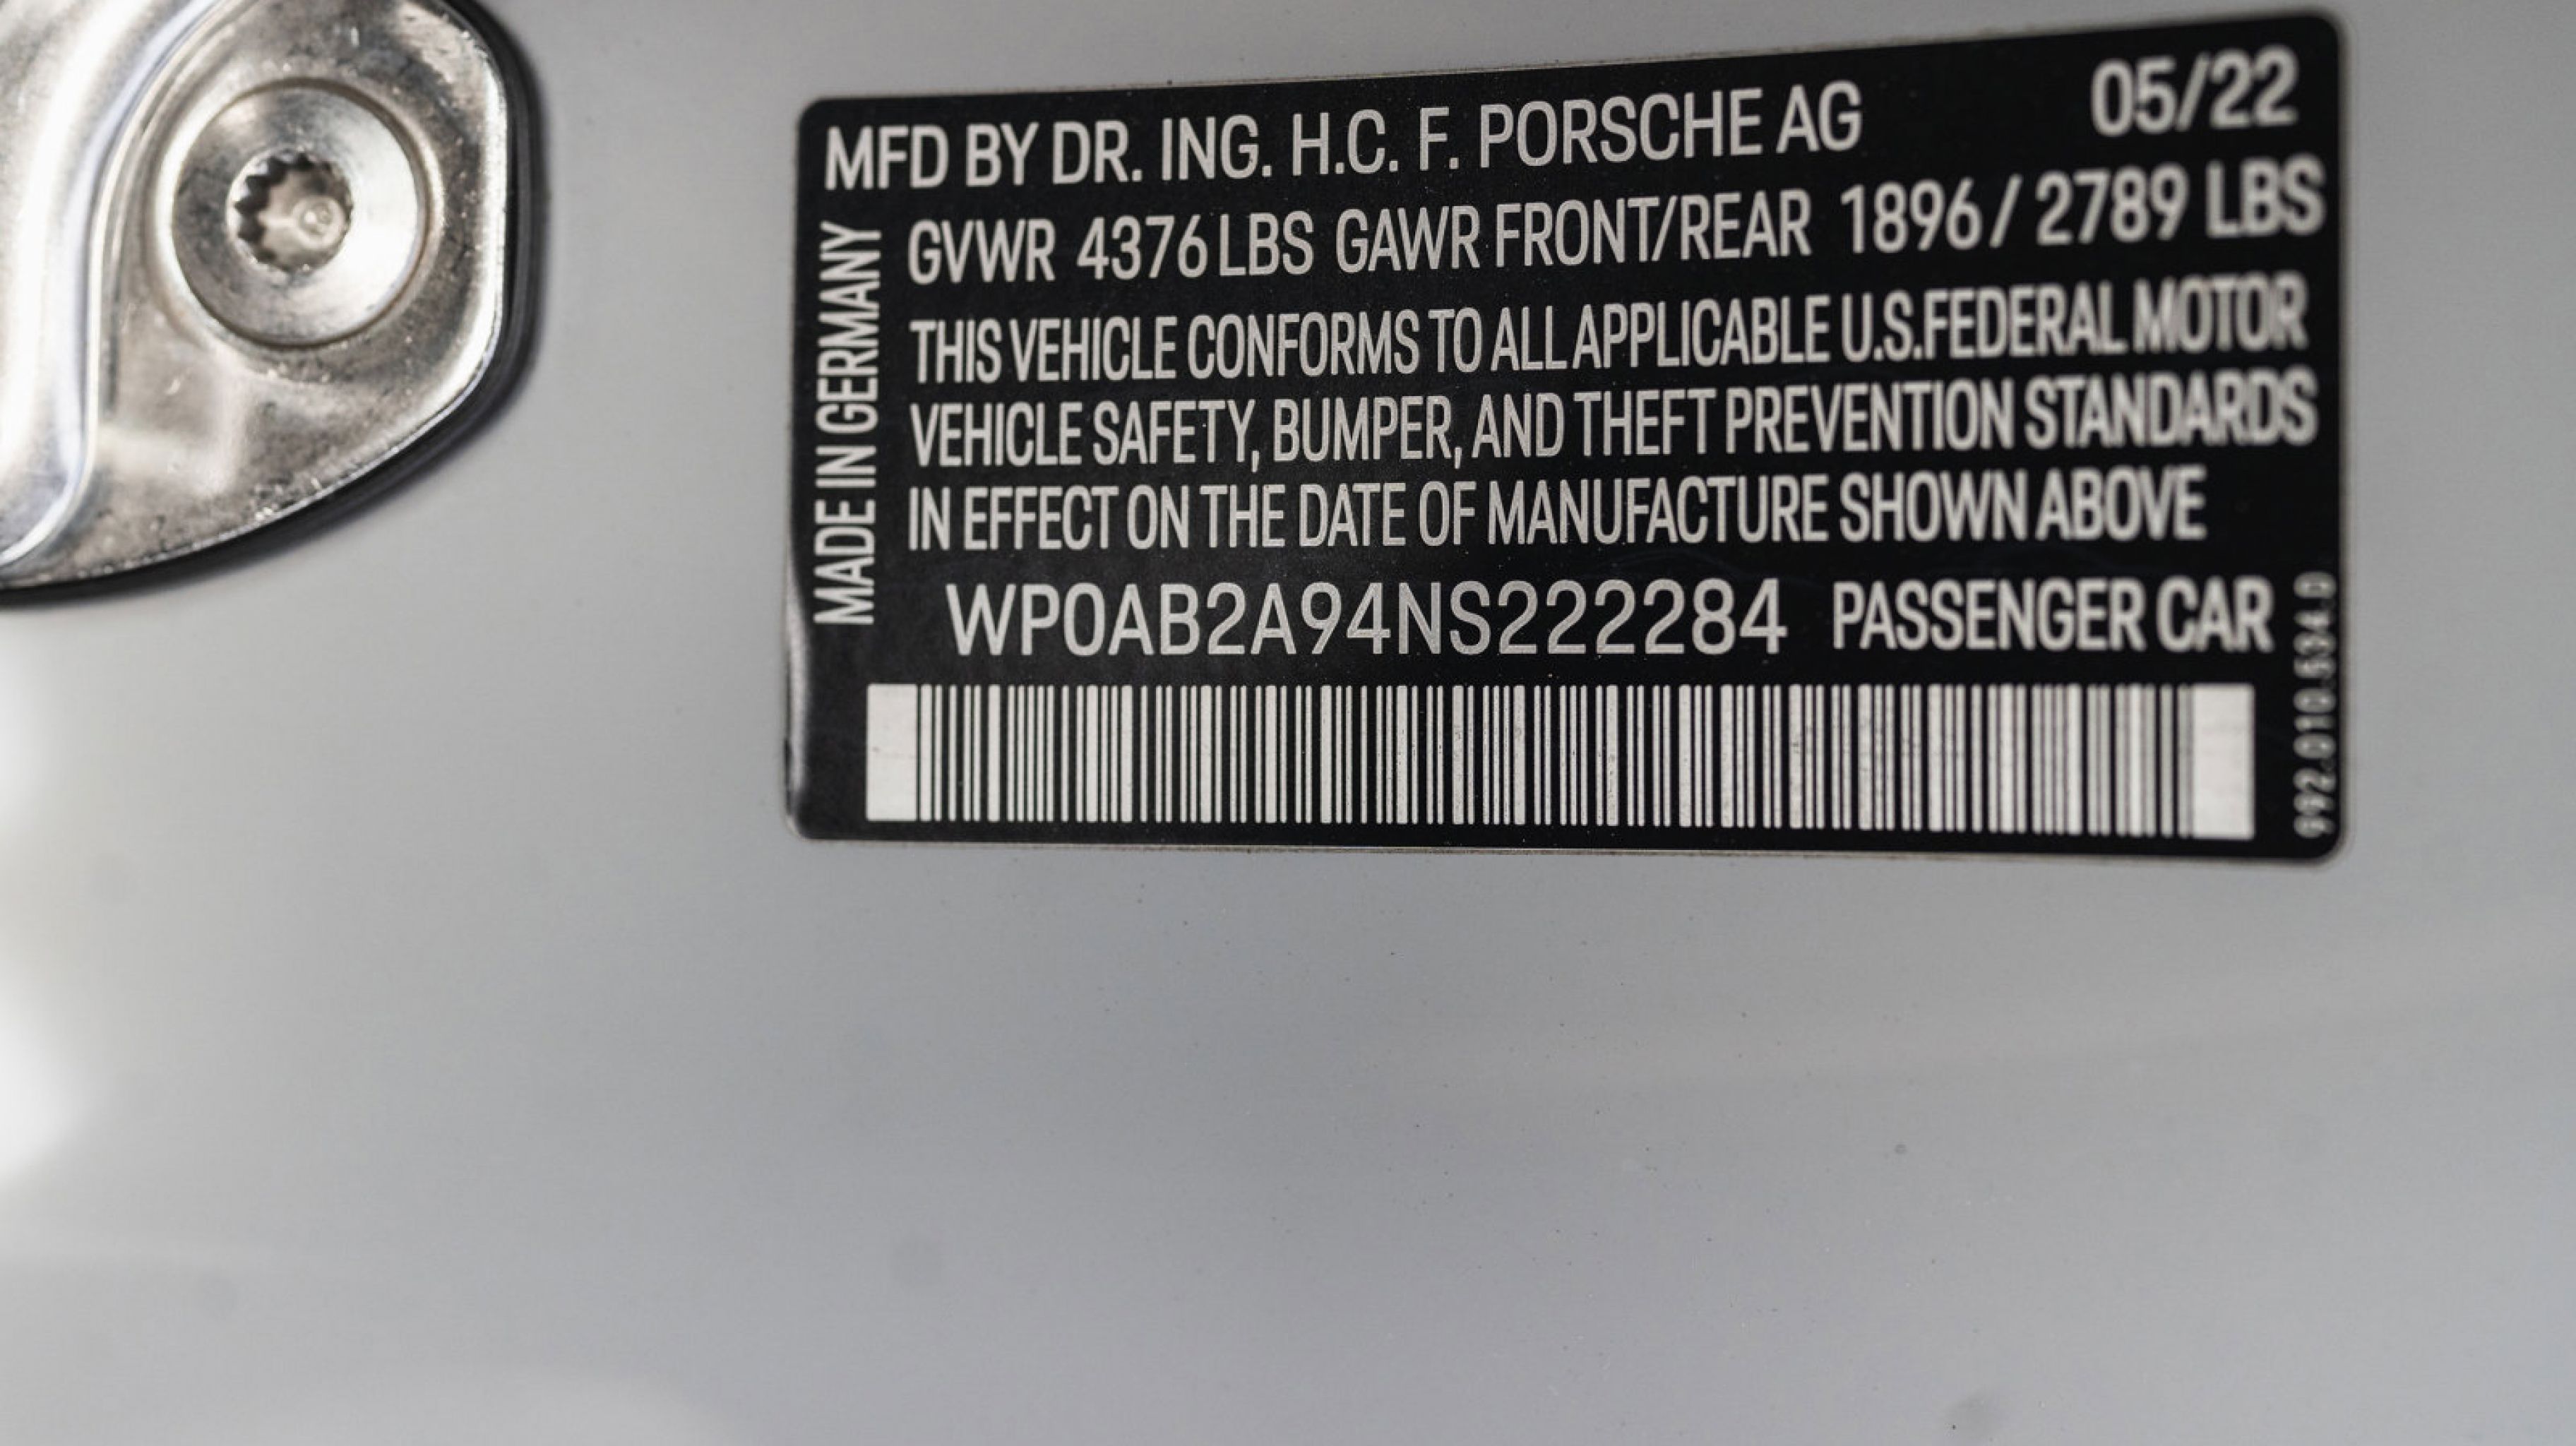 MFD BY DR. ING. H.C. F. PORSCHE AG 05/22
GVWR 4376 LBS GAWR FRONT/REAR 1896 / 2789 LBS
THIS VEHICLE CONFORMS TO ALL APPLICABLE U.S.FEDERAL MOTOR
VEHICLE SAFETY, BUMPER, AND THEFT PREVENTION STANDARDS
IN EFFECT ON THE DATE OF MANUFACTURE SHOWN ABOVE
WP0AB2A94NS222284 PASSENGER CAR
MADE IN GERMANY
992.010.534.D